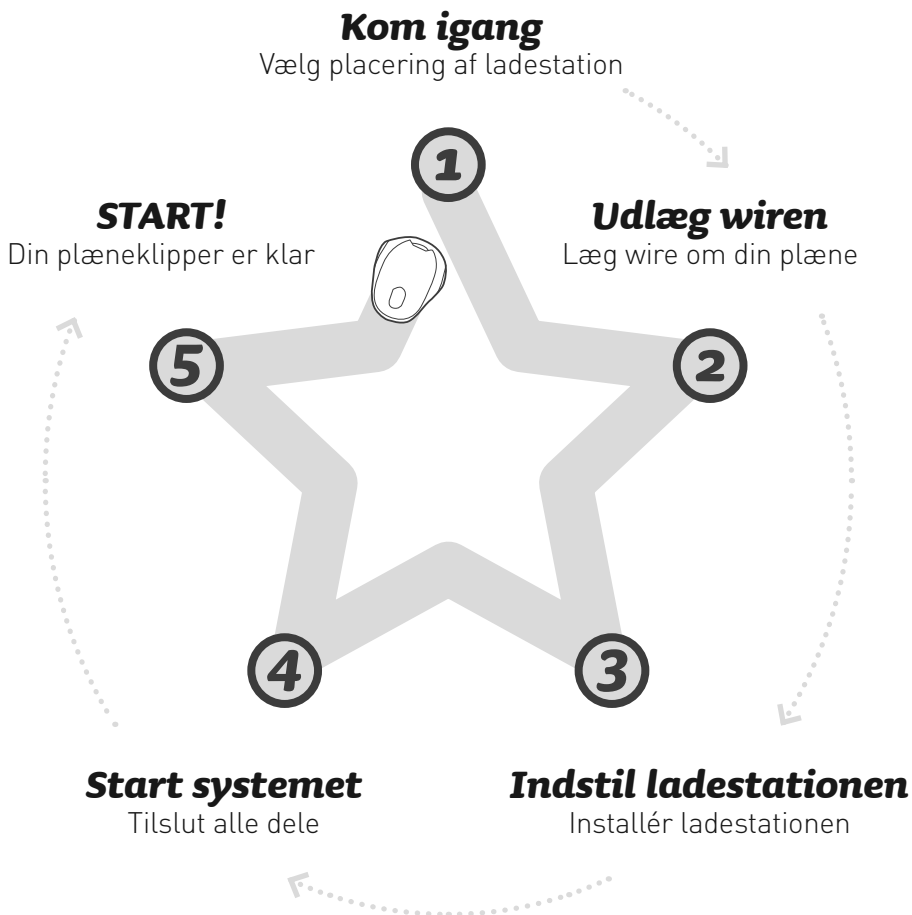 Kom igang
Vælg placering af ladestation
1
START!
Din plæneklipper er klar
Udlæg wiren
Læg wire om din plæne
5
2
4
3
Start systemet
Tilslut alle dele
Indstil ladestationen
Installér ladestationen